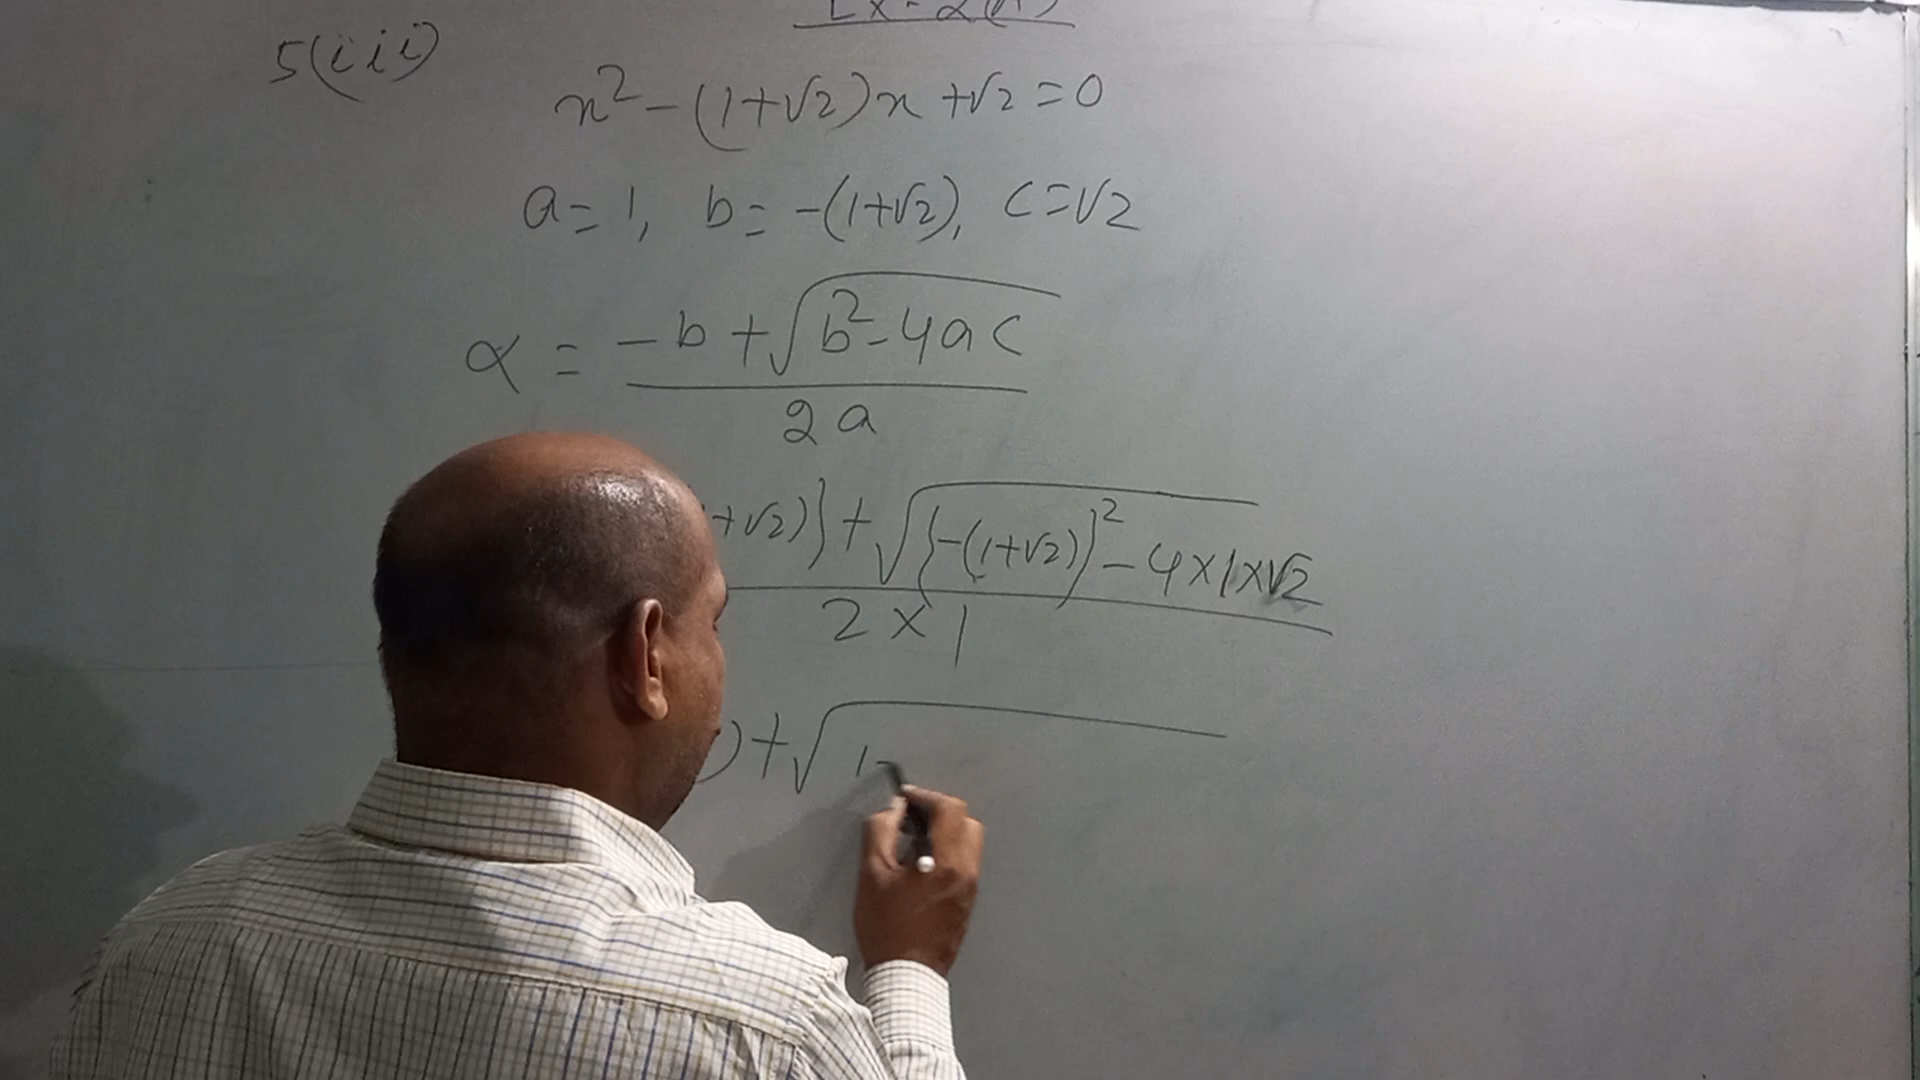 5(iii)
x² - (1+√2)x + √2 = 0
a = 1, b = -(1+√2), c = √2
α = -b + √b² - 4ac
2a
+√2)} + √{-(1+√2)}² - 4×1×√2
2 × 1
) + √1